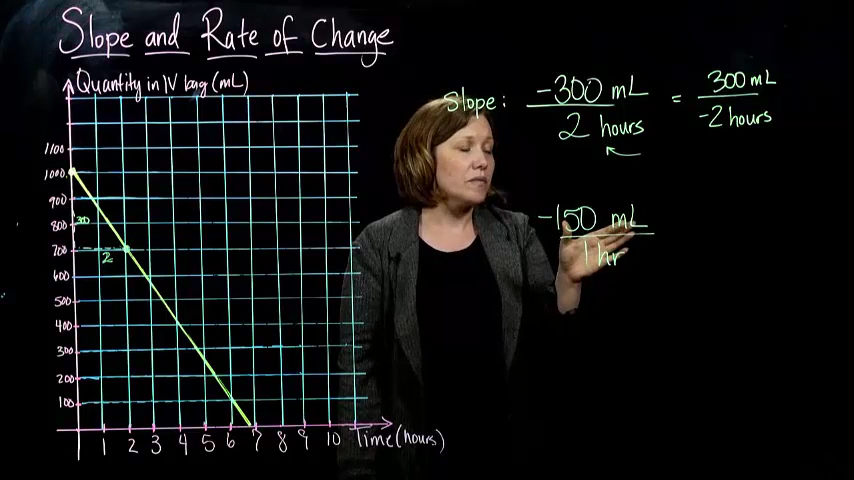 Slope and Rate of Change
Quantity in IV bag (mL)
1100
1000
900
800
700
600
500
400
300
200
100
300
2
1 2 3 4 5 6 7 8 9 10 Time (hours)
Slope: -300 mL = 300 mL
2 hours -2 hours
-150 mL
1 hr